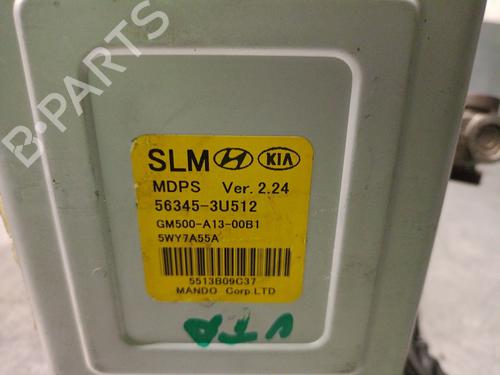 B-PARTS
SLM KIA
MDPS Ver. 2.24
56345-3U512
GM500-A13-00B1
5WY7A55A
5513B09C37
MANDO Corp.LTD